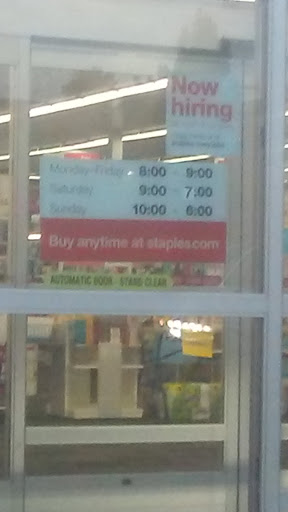 Now
hiring
Monday-Friday 8:00 - 9:00
Saturday 9:00 - 7:00
Sunday 10:00 - 6:00
Buy anytime at staples.com
AUTOMATIC DOOR - STAND CLEAR